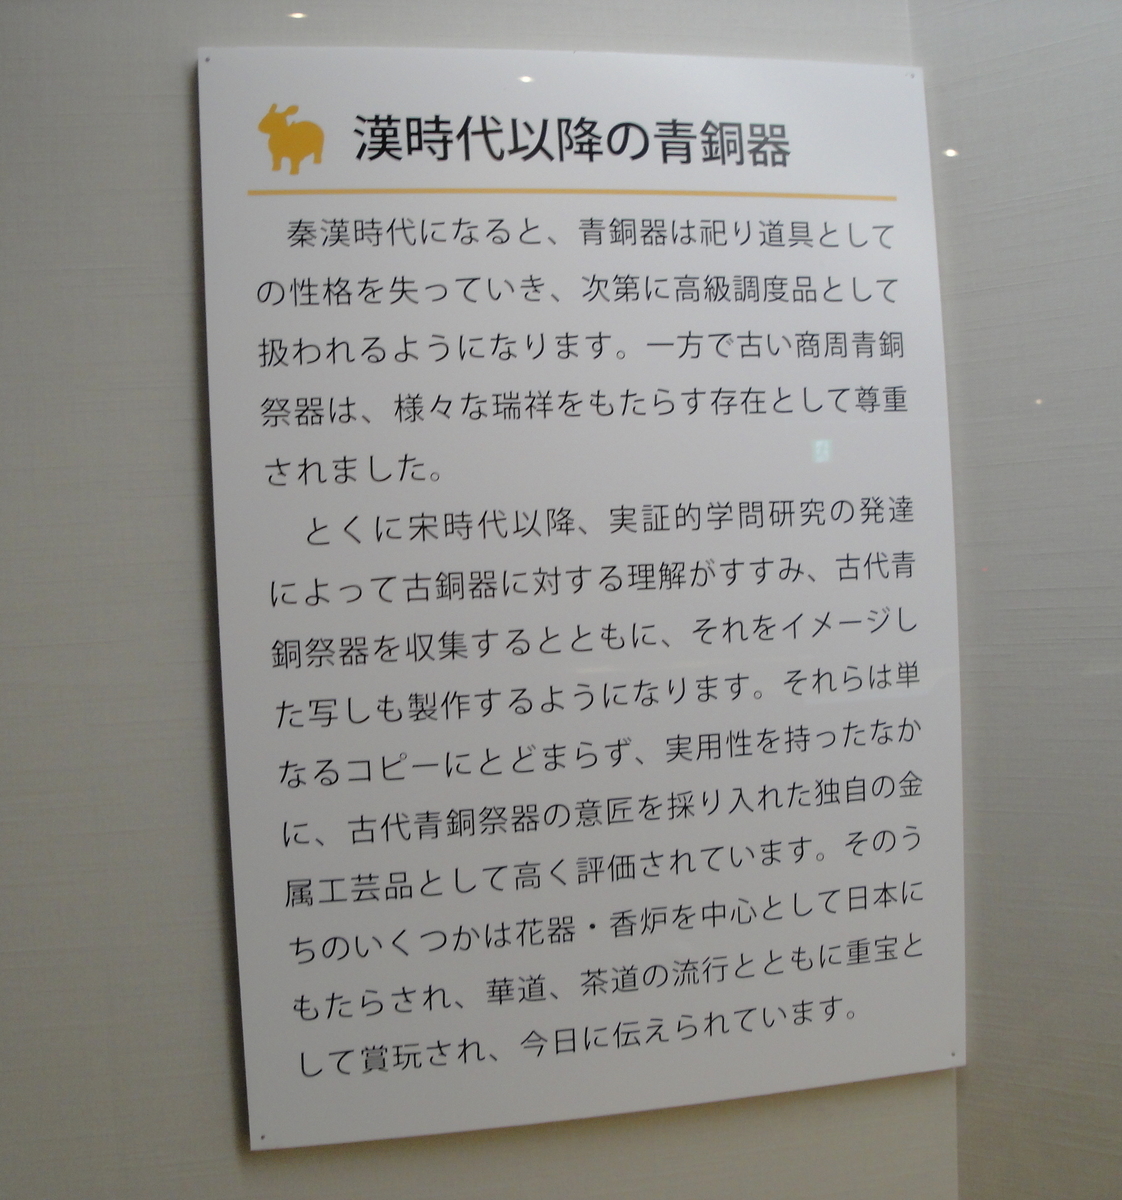 漢時代以降の青銅器
秦漢時代になると、青銅器は祀り道具として
の性格を失っていき、次第に高級調度品として
扱われるようになります。一方で古い商周青銅
祭器は、様々な瑞祥をもたらす存在として尊重
されました。
とくに宋時代以降、実証的学問研究の発達
によって古銅器に対する理解がすすみ、古代青
銅祭器を収集するとともに、それをイメージし
た写しも製作するようになります。それらは単
なるコピーにとどまらず、実用性を持ったなか
に、古代青銅祭器の意匠を採り入れた独自の金
属工芸品として高く評価されています。そのう
ちのいくつかは花器・香炉を中心として日本に
もたらされ、華道、茶道の流行とともに重宝と
して賞玩され、今日に伝えられています。